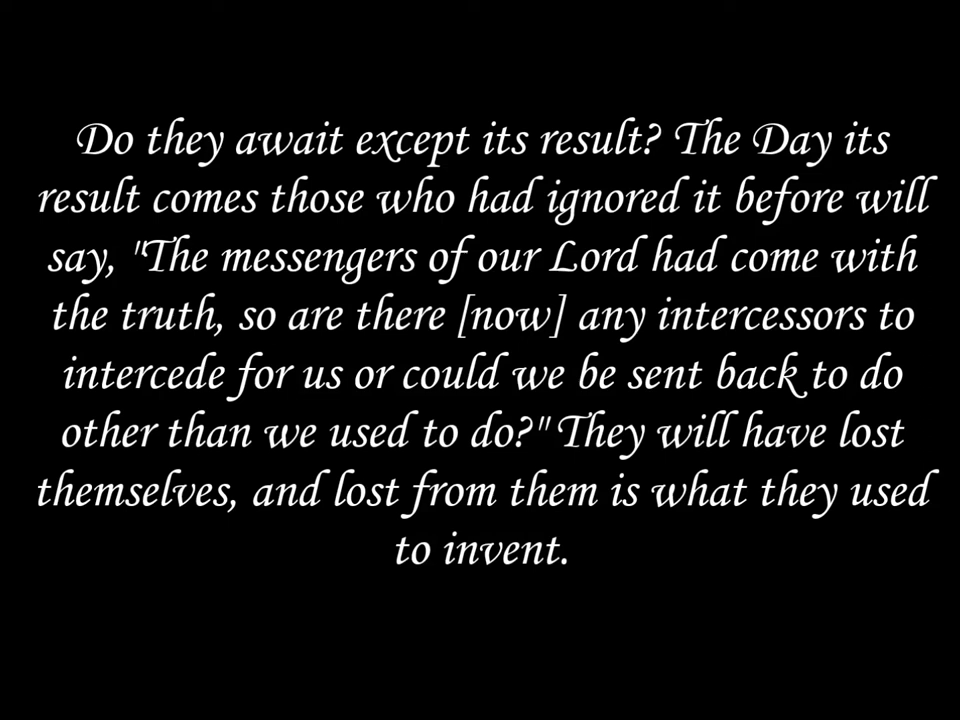 Do they await except its result? The Day its
result comes those who had ignored it before will
say, "The messengers of our Lord had come with
the truth, so are there [now] any intercessors to
intercede for us or could we be sent back to do
other than we used to do?" They will have lost
themselves, and lost from them is what they used
to invent.